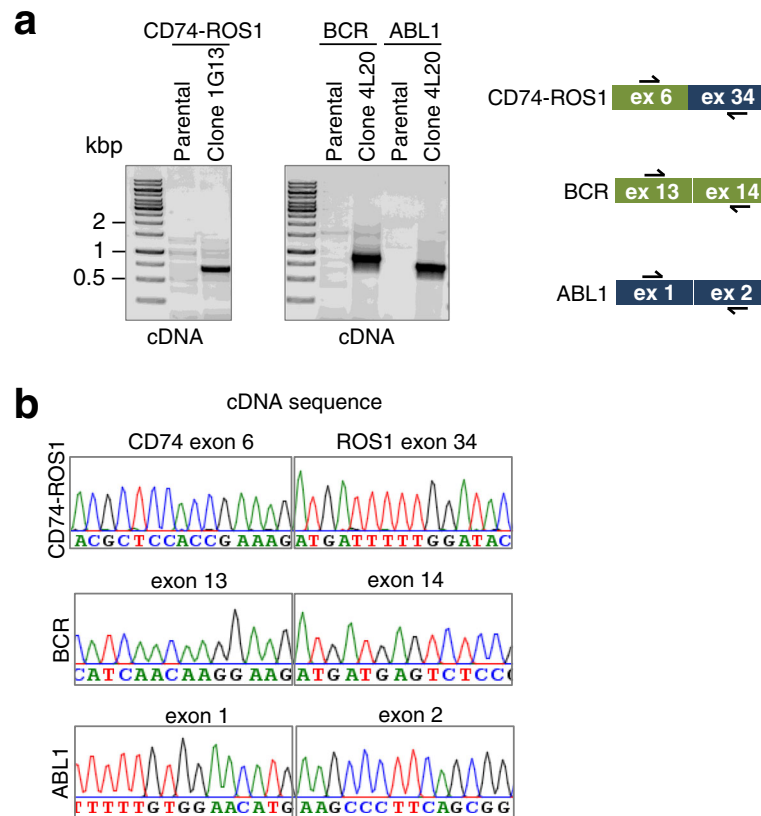 a
CD74-ROS1
BCR
ABL1
Parental
Clone 1G13
Parental
Clone 4L20
Parental
Clone 4L20
kbp
2
1
0.5
cDNA
cDNA
CD74-ROS1
ex 6
ex 34
BCR
ex 13
ex 14
ABL1
ex 1
ex 2
b
cDNA sequence
CD74 exon 6
ROS1 exon 34
CD74-ROS1
ACGCTCCACCGAAAG
ATGATTTTTGGATAC
exon 13
exon 14
BCR
CATCAACAAGGAAG
ATGATGAGTCTCC
exon 1
exon 2
ABL1
TTTTTGTGGAACATG
AAGCCCTTCAGCGG